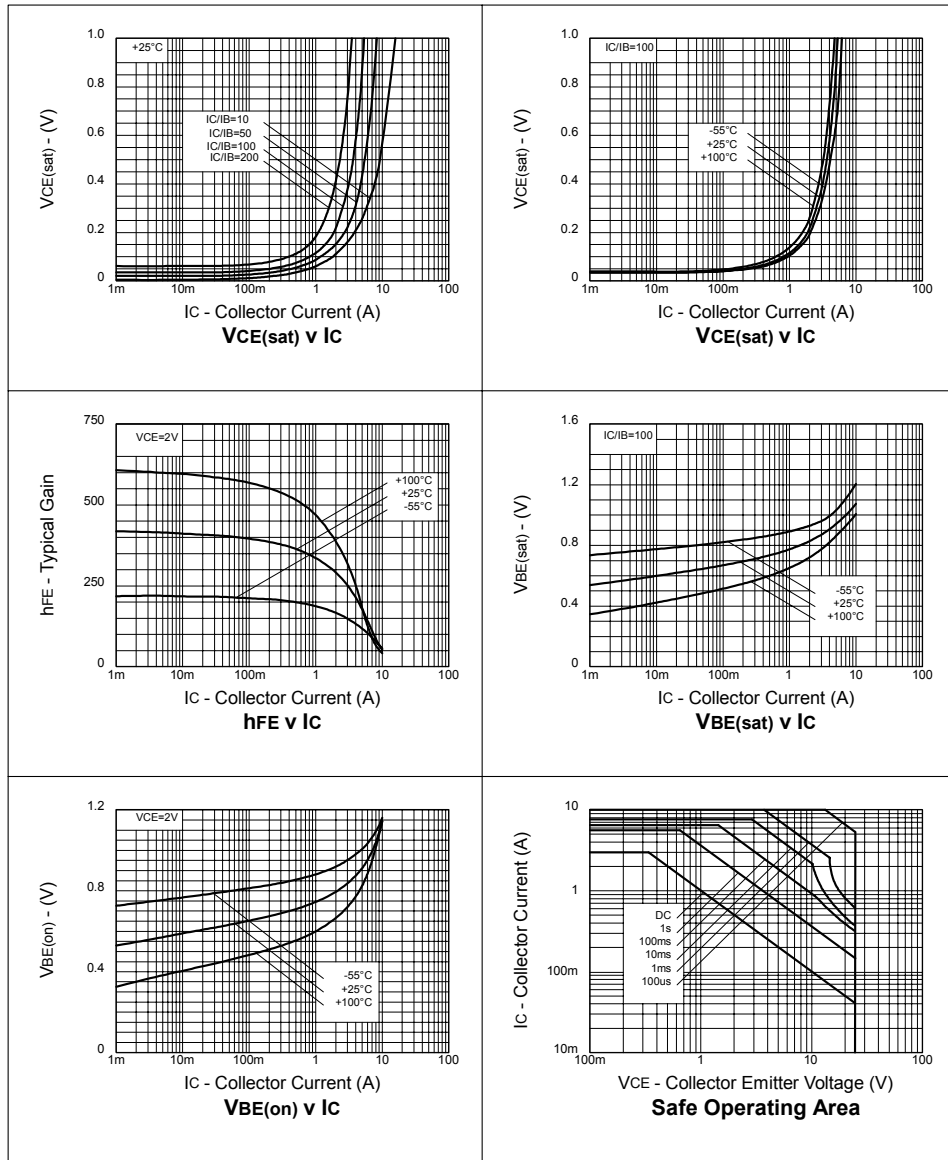 1.0
0.8
0.6
0.4
0.2
0
+25°C
IC/IB=10
IC/IB=50
IC/IB=100
IC/IB=200
VCE(sat) - (V)
1m 10m 100m 1 10 100
IC - Collector Current (A)
VCE(sat) v IC
1.0
0.8
0.6
0.4
0.2
0
IC/IB=100
-55°C
+25°C
+100°C
VCE(sat) - (V)
1m 10m 100m 1 10 100
IC - Collector Current (A)
VCE(sat) v IC
750
500
250
0
VCE=2V
+100°C
+25°C
-55°C
hFE - Typical Gain
1m 10m 100m 1 10 100
IC - Collector Current (A)
hFE v IC
1.6
1.2
0.8
0.4
0
IC/IB=100
-55°C
+25°C
+100°C
VBE(sat) - (V)
1m 10m 100m 1 10 100
IC - Collector Current (A)
VBE(sat) v IC
1.2
0.8
0.4
0
VCE=2V
-55°C
+25°C
+100°C
VBE(on) - (V)
1m 10m 100m 1 10 100
IC - Collector Current (A)
VBE(on) v IC
10
1
100m
10m
DC
1s
100ms
10ms
1ms
100us
IC - Collector Current (A)
100m 1 10 100
VCE - Collector Emitter Voltage (V)
Safe Operating Area